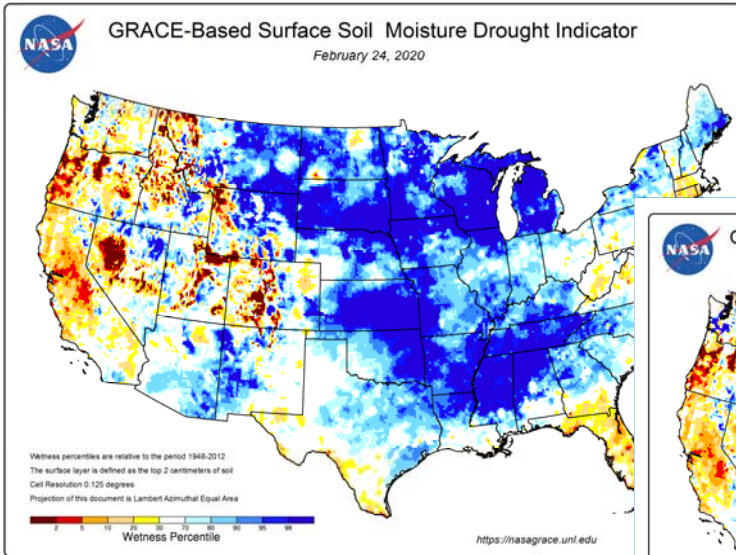 NASA
GRACE-Based Surface Soil Moisture Drought Indicator
February 24, 2020
Wetness percentiles are relative to the period 1948-2012
The surface layer is defined as the top 2 centimeters of soil
Cell Resolution 0.125 degrees
Projection of this document is Lambert Azimuthal Equal Area
2 5 10 20 30 70 80 90 95 98
Wetness Percentile
https://nasagrace.unl.edu
NASA